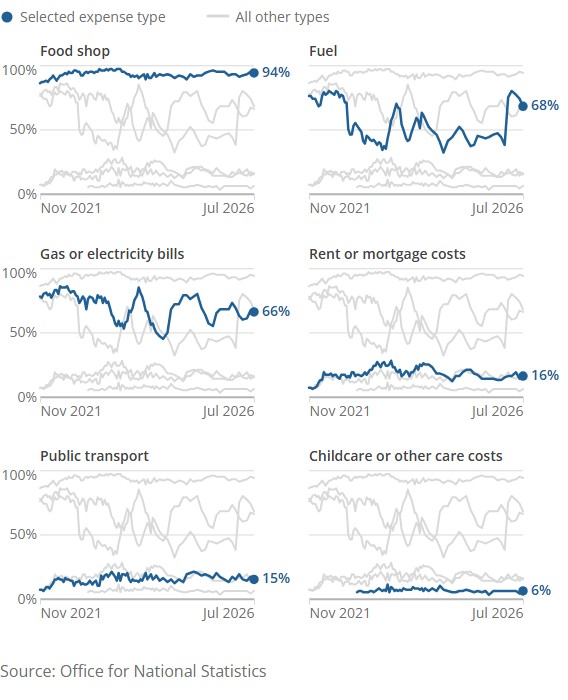 Selected expense type All other types
Food shop Fuel
100%
94%
68%
50%
0%
Nov 2021 Jul 2026 Nov 2021 Jul 2026
Gas or electricity bills Rent or mortgage costs
100%
66%
50%
16%
0%
Nov 2021 Jul 2026 Nov 2021 Jul 2026
Public transport Childcare or other care costs
100%
50%
15%
6%
0%
Nov 2021 Jul 2026 Nov 2021 Jul 2026
Source: Office for National Statistics